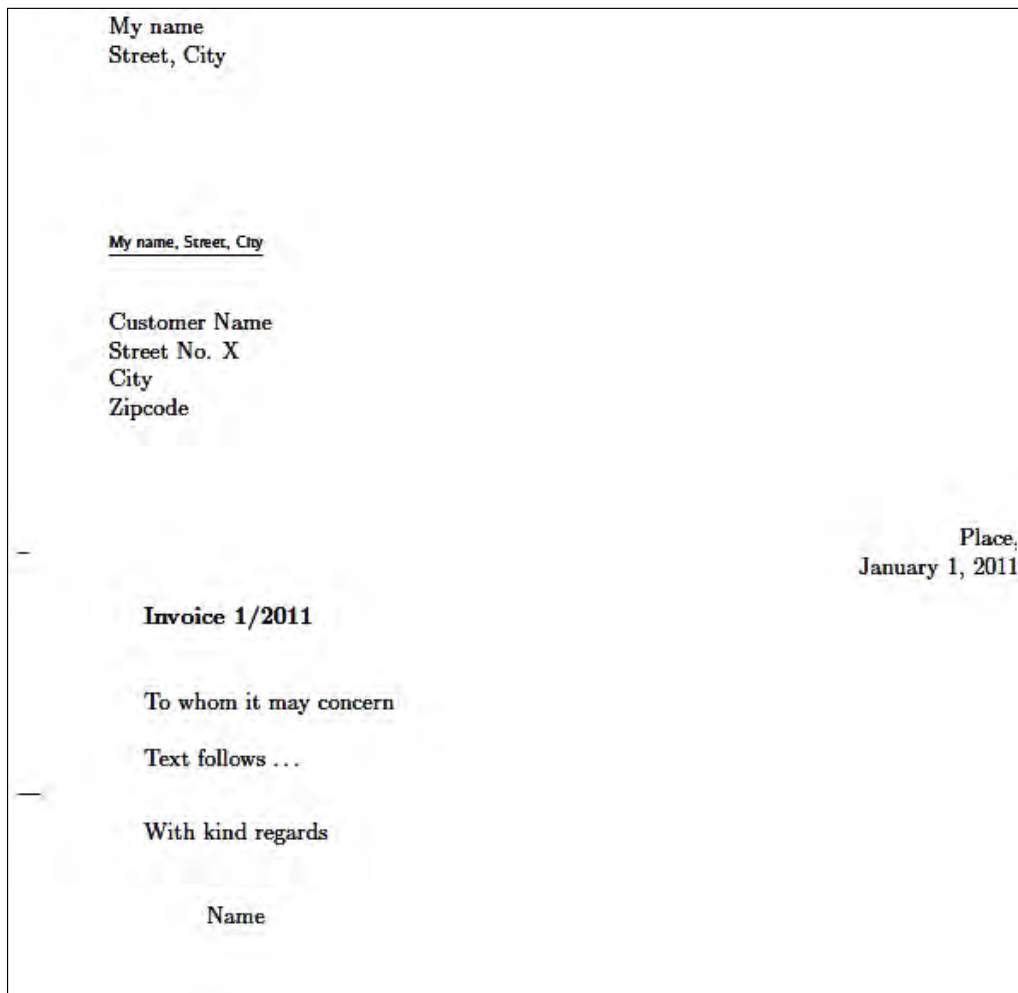 My name
Street, City
My name, Street, City
Customer Name
Street No. X
City
Zipcode
Place,
January 1, 2011
Invoice 1/2011
To whom it may concern
Text follows ...
With kind regards
Name